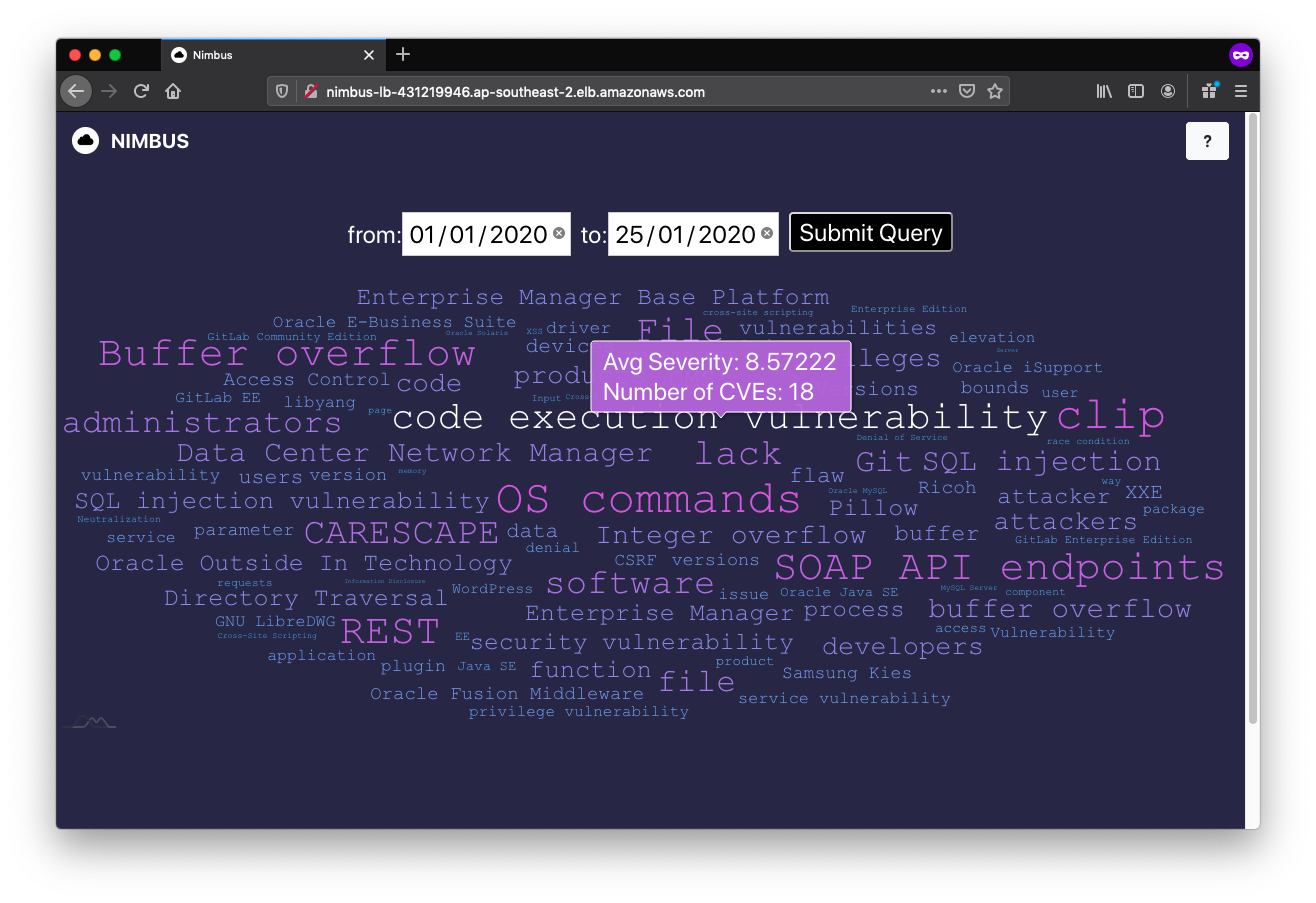 Nimbus
nimbus-lb-431219946.ap-southeast-2.elb.amazonaws.com
NIMBUS
?
from: 01/01/2020 to: 25/01/2020 Submit Query
Enterprise Manager Base Platform
Enterprise Edition
cross-site scripting
Oracle E-Business Suite
XSS driver File vulnerabilities
GitLab Community Edition
Oracle Solaris
elevation
Server
Buffer overflow
Avg Severity: 8.57222
Number of CVEs: 18
Oracle iSupport
Access Control code
bounds user
GitLab EE libyang
Input
page
administrators code execution vulnerability clip
Denial of Service
race condition
Data Center Network Manager lack Git SQL injection
vulnerability users version memory
flaw
way
SQL injection vulnerability OS commands
Oracle MySQL
Ricoh
attacker XXE
Pillow
package
Neutralization
service parameter CARESCAPE data Integer overflow buffer attackers
denial
GitLab Enterprise Edition
Oracle Outside In Technology
CSRF versions SOAP API endpoints
requests
Information Disclosure
WordPress software issue Oracle Java SE
MySQL Server
component
Directory Traversal
Enterprise Manager process buffer overflow
GNU LibreDWG
Cross-Site Scripting
REST EE security vulnerability developers
access Vulnerability
application
plugin Java SE function product
Samsung Kies
Oracle Fusion Middleware file service vulnerability
privilege vulnerability